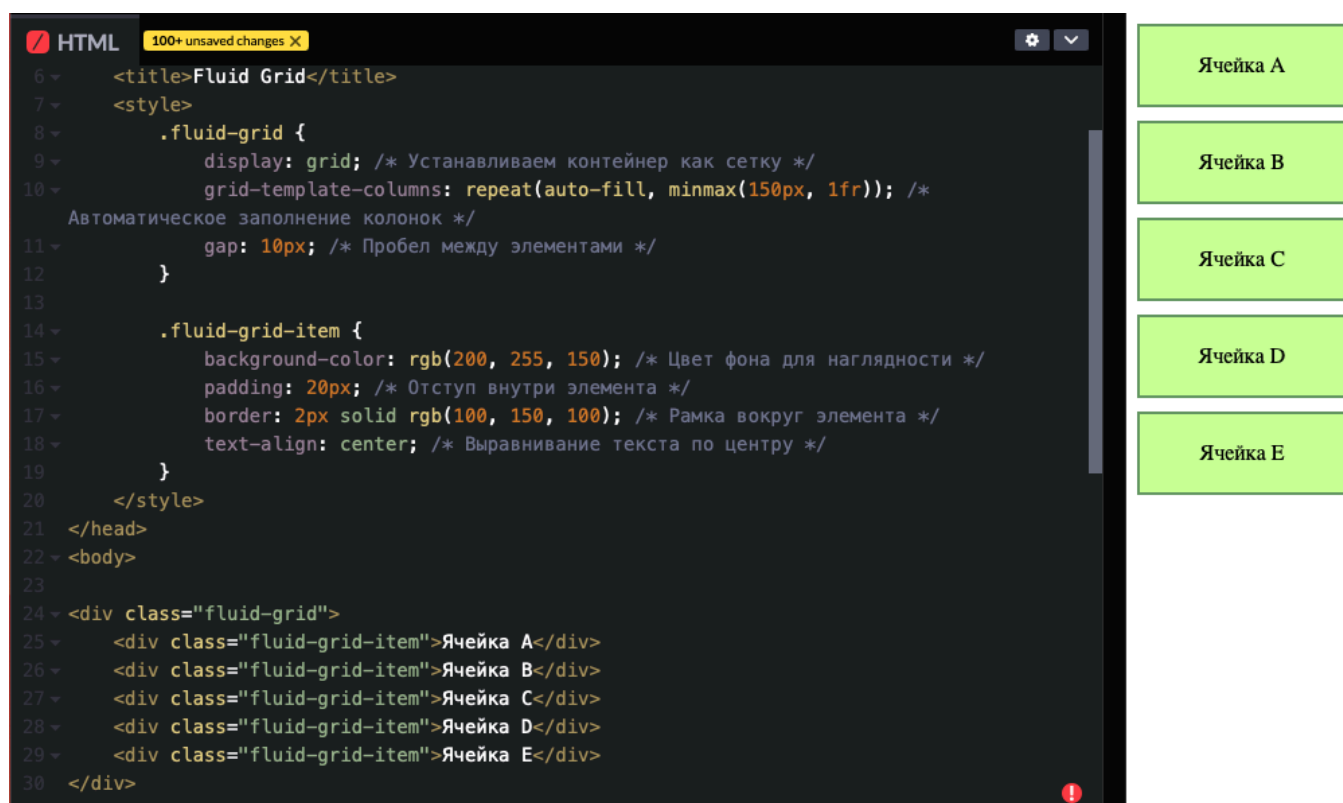 HTML 100+ unsaved changes X
6 <title>Fluid Grid</title>
7 <style>
8 .fluid-grid {
9 display: grid; /* Устанавливаем контейнер как сетку */
10 grid-template-columns: repeat(auto-fill, minmax(150px, 1fr)); /*
Автоматическое заполнение колонок */
11 gap: 10px; /* Пробел между элементами */
12 }
13
14 .fluid-grid-item {
15 background-color: rgb(200, 255, 150); /* Цвет фона для наглядности */
16 padding: 20px; /* Отступ внутри элемента */
17 border: 2px solid rgb(100, 150, 100); /* Рамка вокруг элемента */
18 text-align: center; /* Выравнивание текста по центру */
19 }
20 </style>
21 </head>
22 <body>
23
24 <div class="fluid-grid">
25 <div class="fluid-grid-item">Ячейка A</div>
26 <div class="fluid-grid-item">Ячейка B</div>
27 <div class="fluid-grid-item">Ячейка C</div>
28 <div class="fluid-grid-item">Ячейка D</div>
29 <div class="fluid-grid-item">Ячейка E</div>
30 </div>
Ячейка A
Ячейка B
Ячейка C
Ячейка D
Ячейка E